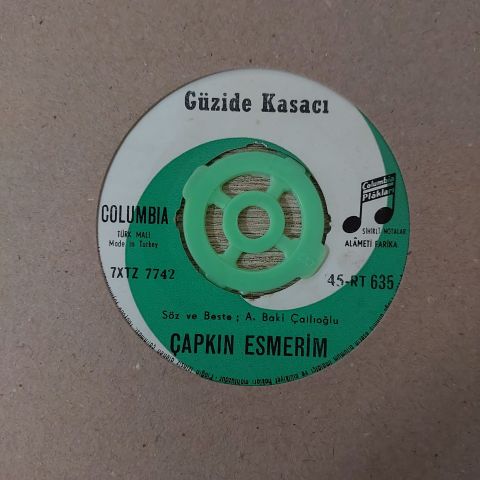 Güzide Kasacı
Columbia
Plâkları
COLUMBIA
TÜRK MALI
Made in Turkey
SİHİRLİ NOTALAR
ALÂMETİ FARİKA
7XTZ 7742
45-RT 635
Söz ve Beste ; A. Baki Çallıoğlu
ÇAPKIN ESMERİM